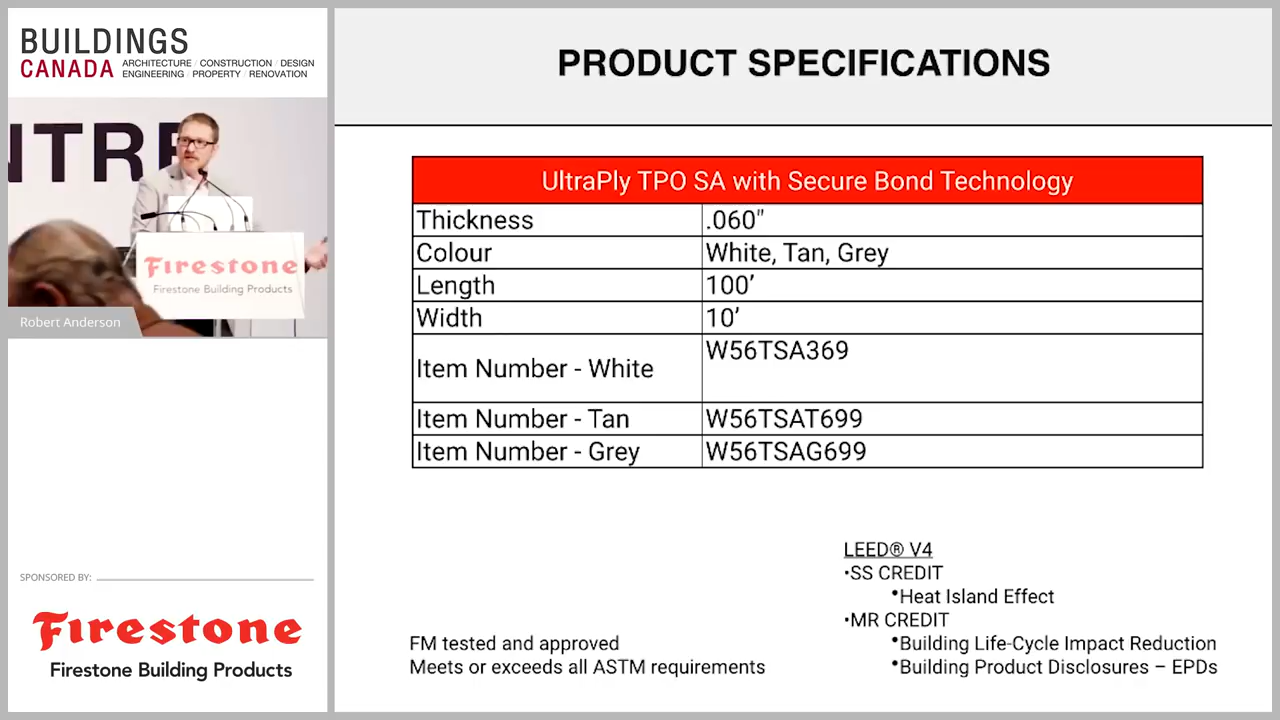 BUILDINGS
CANADA
ARCHITECTURE / CONSTRUCTION / DESIGN
ENGINEERING / PROPERTY / RENOVATION
NTRE
Firestone
Firestone Building Products
Robert Anderson
SPONSORED BY:
Firestone
Firestone Building Products
PRODUCT SPECIFICATIONS
UltraPly TPO SA with Secure Bond Technology
Thickness .060"
Colour White, Tan, Grey
Length 100’
Width 10’
Item Number - White W56TSA369
Item Number - Tan W56TSAT699
Item Number - Grey W56TSAG699
FM tested and approved
Meets or exceeds all ASTM requirements
LEED® V4
•SS CREDIT
•Heat Island Effect
•MR CREDIT
•Building Life-Cycle Impact Reduction
•Building Product Disclosures – EPDs